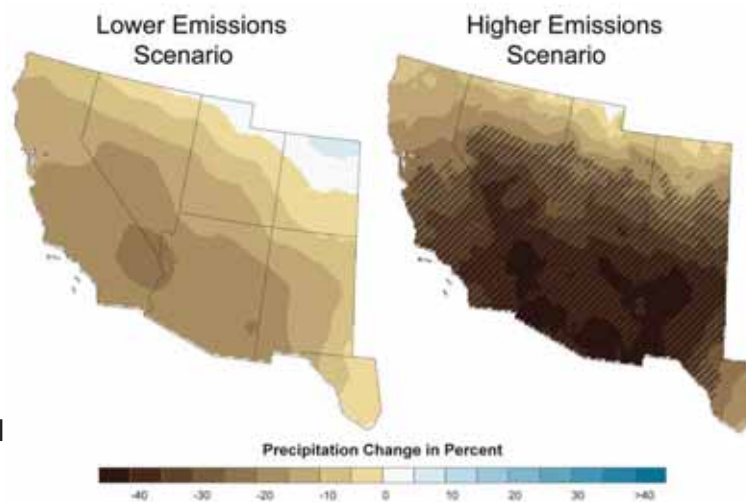 Lower Emissions
Scenario
Higher Emissions
Scenario
Precipitation Change in Percent
-40 -30 -20 -10 0 10 20 30 >40